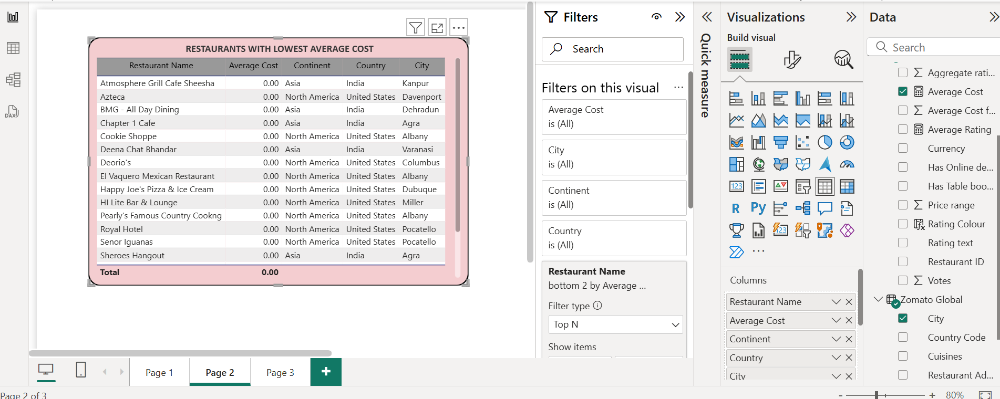 RESTAURANTS WITH LOWEST AVERAGE COST
Restaurant Name Average Cost Continent Country City
Atmosphere Grill Cafe Sheesha 0.00 Asia India Kanpur
Azteca 0.00 North America United States Davenport
BMG - All Day Dining 0.00 Asia India Dehradun
Chapter 1 Cafe 0.00 Asia India Agra
Cookie Shoppe 0.00 North America United States Albany
Deena Chat Bhandar 0.00 Asia India Varanasi
Deorio's 0.00 North America United States Columbus
El Vaquero Mexican Restaurant 0.00 North America United States Albany
Happy Joe's Pizza & Ice Cream 0.00 North America United States Dubuque
HI Lite Bar & Lounge 0.00 North America United States Miller
Pearly's Famous Country Cookng 0.00 North America United States Albany
Royal Hotel 0.00 North America United States Pocatello
Senor Iguanas 0.00 North America United States Pocatello
Sheroes Hangout 0.00 Asia India Agra
Total 0.00
DAX
Page 1 Page 2 Page 3 +
Page 2 of 3
Filters
Search
Filters on this visual ...
Average Cost
is (All)
City
is (All)
Continent
is (All)
Country
is (All)
Restaurant Name
bottom 2 by Average ...
Filter type
Top N
Show items
Quick measure
Visualizations
Build visual
123
R Py
123
...
Columns
Restaurant Name
Average Cost
Continent
Country
City
Data
Search
Aggregate rati...
Average Cost
Average Cost f...
Average Rating
Currency
Has Online de...
Has Table boo...
Price range
Rating Colour
Rating text
Restaurant ID
Votes
Zomato Global
City
Country Code
Cuisines
Restaurant Ad...
- + 80%